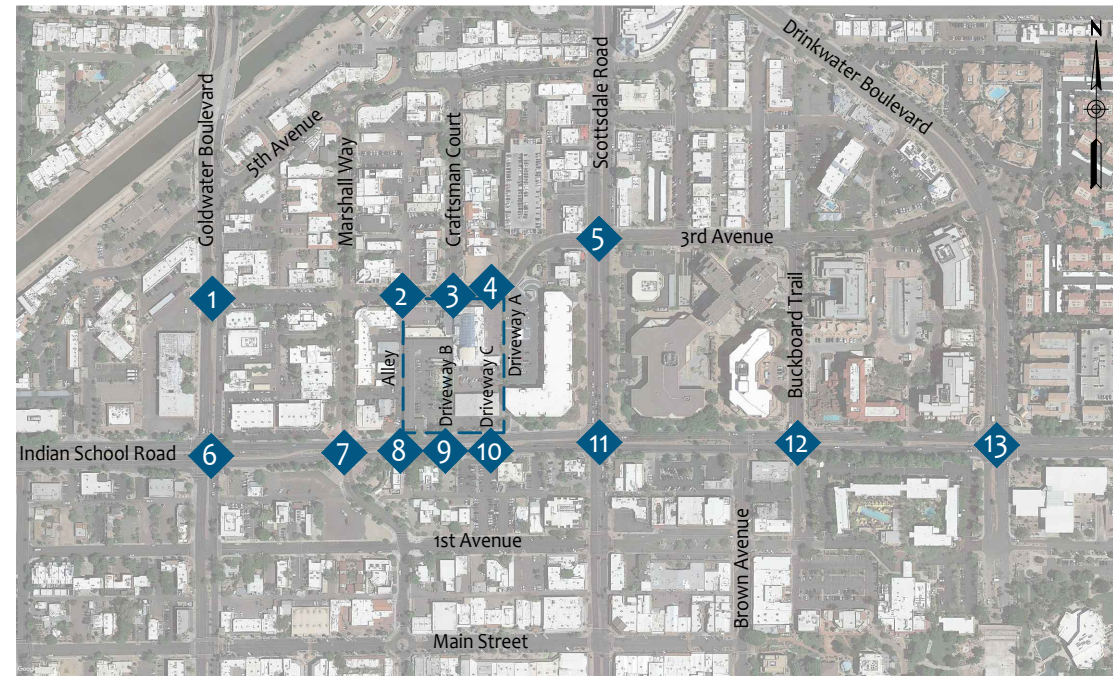 N
Drinkwater Boulevard
Scottsdale Road
Goldwater Boulevard
5th Avenue
Marshall Way
Craftsman Court
5
3rd Avenue
1
2
3
4
Buckboard Trail
Alley
Driveway B
Driveway C
Driveway A
Indian School Road
6
7
8
9
10
11
12
13
1st Avenue
Brown Avenue
Main Street
Google